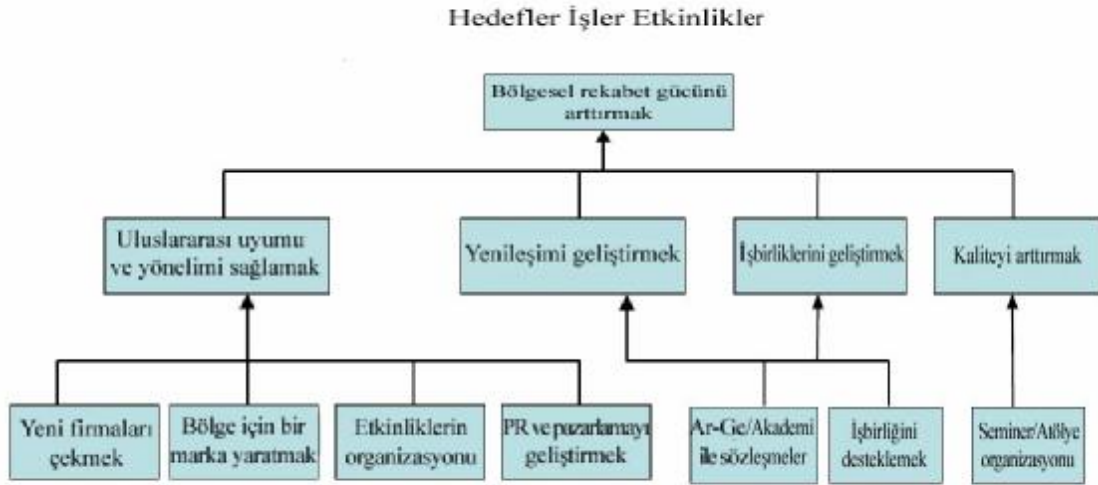 Hedefler İşler Etkinlikler
Bölgesel rekabet gücünü
arttırmak
Uluslararası uyumu
ve yönelimi sağlamak
Yenileşimi geliştirmek
İşbirliklerini geliştirmek
Kaliteyi arttırmak
Yeni firmaları
çekmek
Bölge için bir
marka yaratmak
Etkinliklerin
organizasyonu
PR ve pazarlamayı
geliştirmek
Ar-Ge/Akademi
ile sözleşmeler
İşbirliğini
desteklemek
Seminer/Atölye
organizasyonu